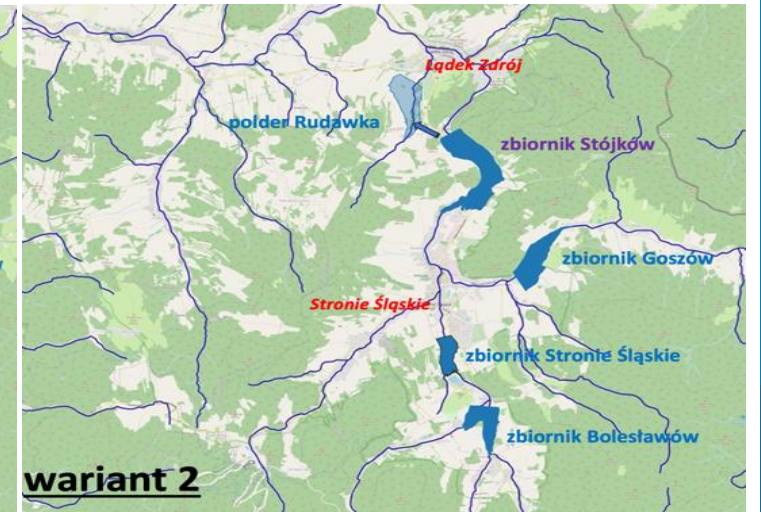 Lądek Zdrój
polder Rudawka
zbiornik Stójków
zbiornik Goszów
Stronie Śląskie
zbiornik Stronie Śląskie
zbiornik Bolesławów
wariant 2